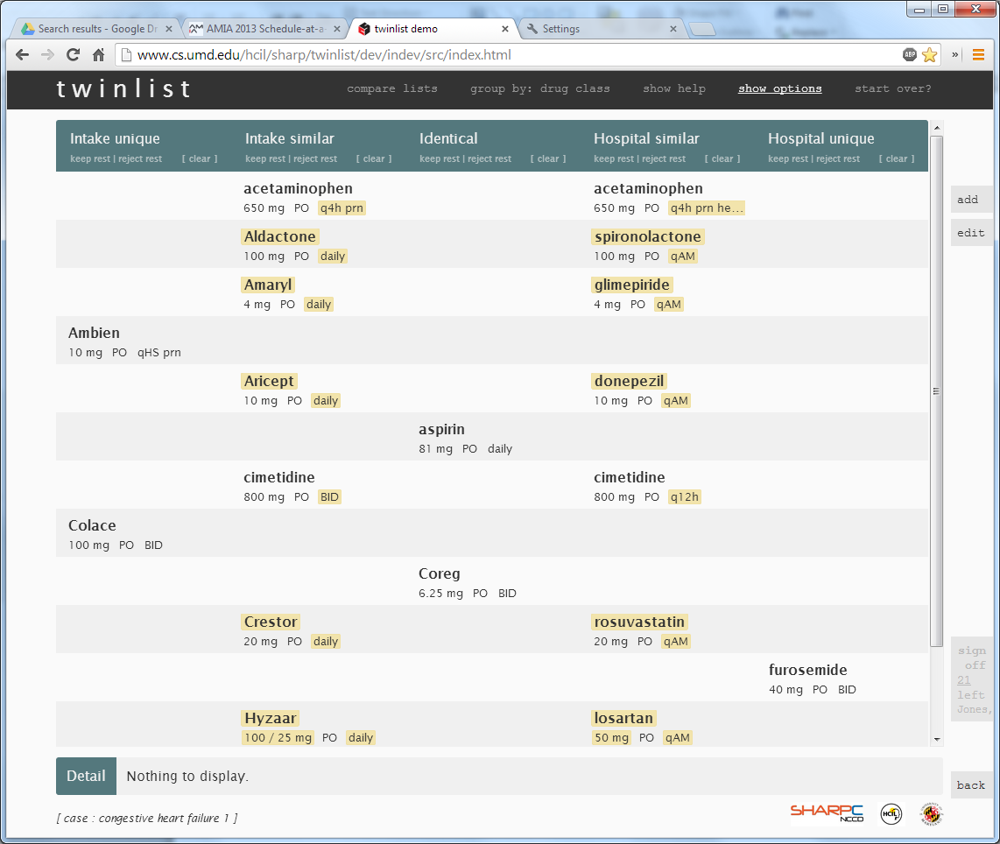 Search results - Google Dr
AMIA 2013 Schedule-at-a-
twinlist demo
Settings
www.cs.umd.edu/hcil/sharp/twinlist/dev/indev/src/index.html
ABP
»
twinlist
compare lists
group by: drug class
show help
show options
start over?
Intake unique
Intake similar
Identical
Hospital similar
Hospital unique
keep rest | reject rest [ clear ]
keep rest | reject rest [ clear ]
keep rest | reject rest [ clear ]
keep rest | reject rest [ clear ]
keep rest | reject rest [ clear ]
acetaminophen
650 mg PO q4h prn
acetaminophen
650 mg PO q4h prn he...
Aldactone
100 mg PO daily
spironolactone
100 mg PO qAM
Amaryl
4 mg PO daily
glimepiride
4 mg PO qAM
Ambien
10 mg PO qHS prn
Aricept
10 mg PO daily
donepezil
10 mg PO qAM
aspirin
81 mg PO daily
cimetidine
800 mg PO BID
cimetidine
800 mg PO q12h
Colace
100 mg PO BID
Coreg
6.25 mg PO BID
Crestor
20 mg PO daily
rosuvastatin
20 mg PO qAM
furosemide
40 mg PO BID
Hyzaar
100 / 25 mg PO daily
losartan
50 mg PO qAM
add
edit
sign
off
21
left
Jones,
back
Detail
Nothing to display.
[ case : congestive heart failure 1 ]
SHARPC
NCCD
HCIL